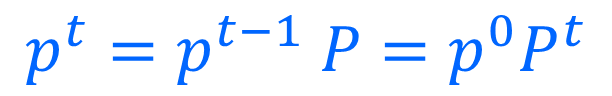 p^t = p^{t-1} P = p^0 P^t